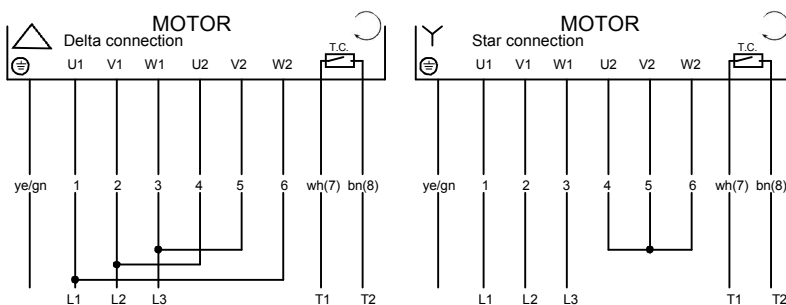 MOTOR
Delta connection
T.C.
U1 V1 W1 U2 V2 W2
ye/gn 1 2 3 4 5 6 wh(7) bn(8)
L1 L2 L3 T1 T2
MOTOR
Star connection
T.C.
U1 V1 W1 U2 V2 W2
ye/gn 1 2 3 4 5 6 wh(7) bn(8)
L1 L2 L3 T1 T2